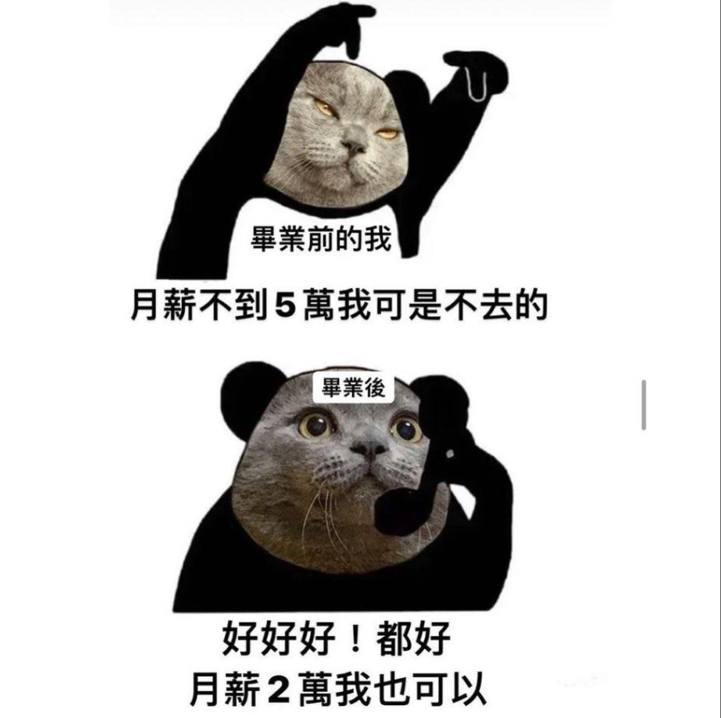 畢業前的我
月薪不到5萬我可是不去的
畢業後
好好好！都好
月薪2萬我也可以